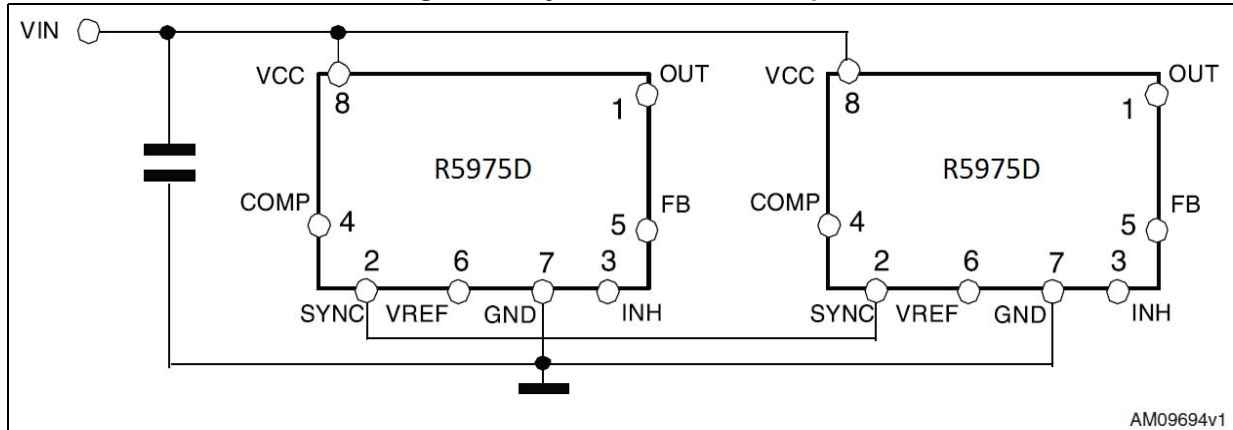 VIN
VCC
8
OUT
1
R5975D
COMP
4
FB
5
2
6
7
3
SYNC
VREF
GND
INH
VCC
8
OUT
1
R5975D
COMP
4
FB
5
2
6
7
3
SYNC
VREF
GND
INH
AM09694v1